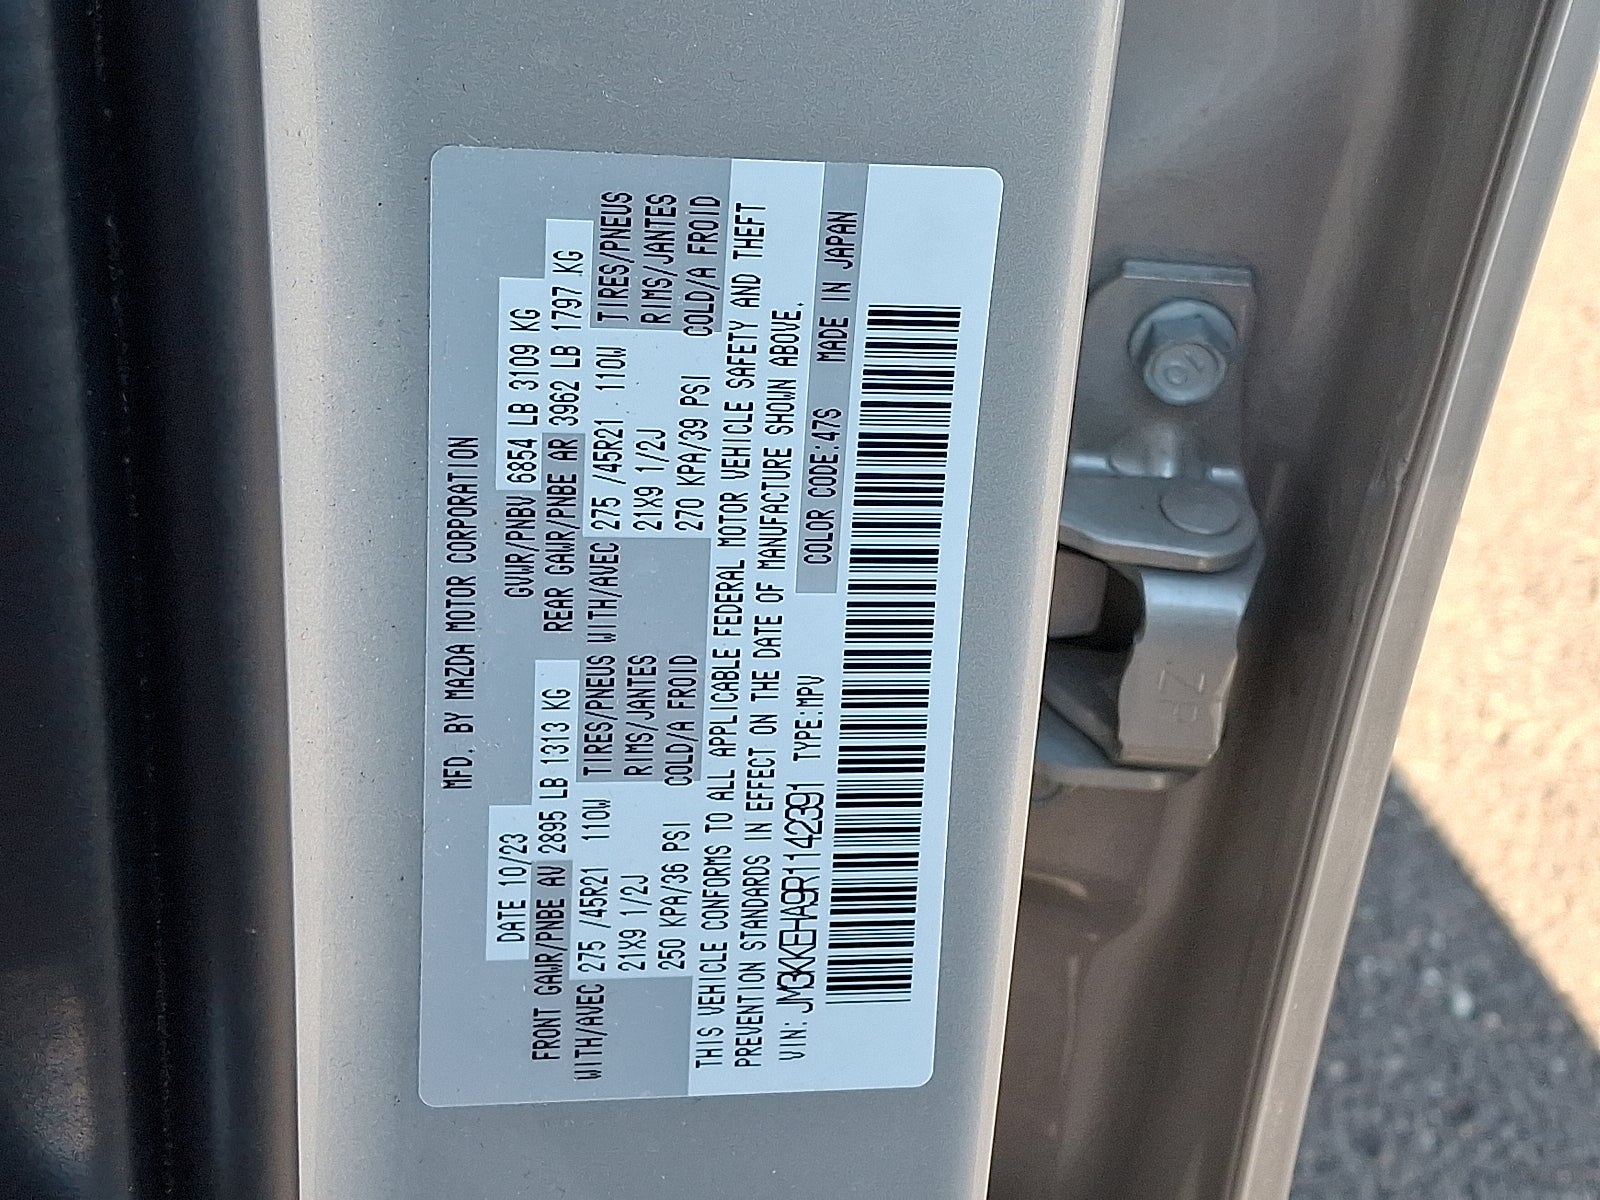 MFD. BY MAZDA MOTOR CORPORATION
DATE 10/23 GVWR/PNBV 6854 LB 3109 KG
FRONT GAWR/PNBE AV 2895 LB 1313 KG REAR GAWR/PNBE AR 3962 LB 1797 KG
WITH/AVEC 275 /45R21 110W TIRES/PNEUS WITH/AVEC 275 /45R21 110W TIRES/PNEUS
21X9 1/2J RIMS/JANTES 21X9 1/2J RIMS/JANTES
250 KPA/36 PSI COLD/A FROID 270 KPA/39 PSI COLD/A FROID
THIS VEHICLE CONFORMS TO ALL APPLICABLE FEDERAL MOTOR VEHICLE SAFETY AND THEFT
PREVENTION STANDARDS IN EFFECT ON THE DATE OF MANUFACTURE SHOWN ABOVE.
VIN: JM3KKEHA9R1142391 TYPE:MPV COLOR CODE:47S MADE IN JAPAN